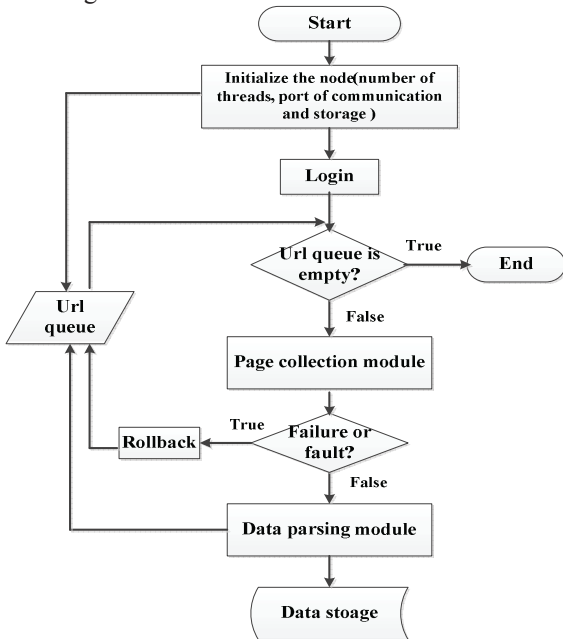 Start
Initialize the node(number of
threads, port of communication
and storage )
Login
Url queue is
empty?
True
End
False
Url
queue
Page collection module
Failure or
fault?
True
Rollback
False
Data parsing module
Data stoage